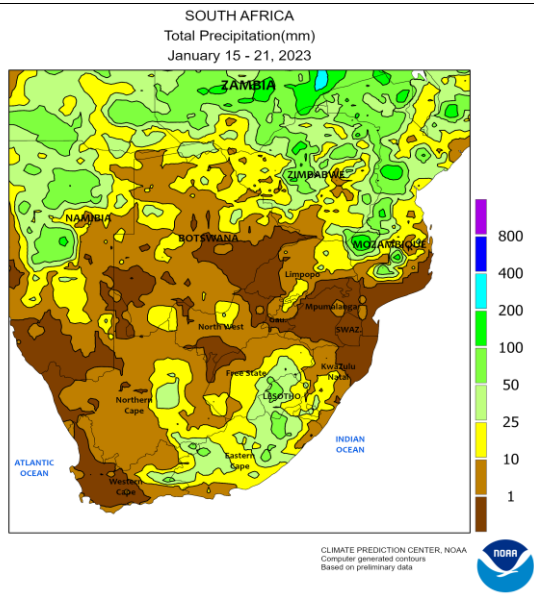 SOUTH AFRICA
Total Precipitation(mm)
January 15 - 21, 2023
ZAMBIA
ZIMBABWE
NAMIBIA
BOTSWANA
MOZAMBIQUE
Limpopo
Mpumalanga
Gau.
North West
SWAZ.
KwaZulu
Natal
Free State
Northern
Cape
LESOTHO
Eastern
Cape
Western
Cape
ATLANTIC
OCEAN
INDIAN
OCEAN
800
400
200
100
50
25
10
1
CLIMATE PREDICTION CENTER, NOAA
Computer generated contours
Based on preliminary data
NOAA